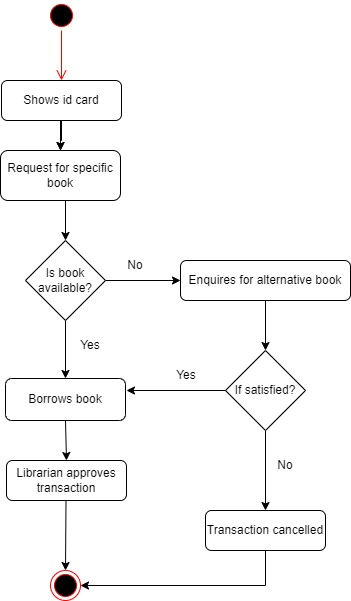 Shows id card
Request for specific
book
Is book
available?
No
Enquires for alternative book
Yes
Yes
If satisfied?
Borrows book
No
Librarian approves
transaction
Transaction cancelled